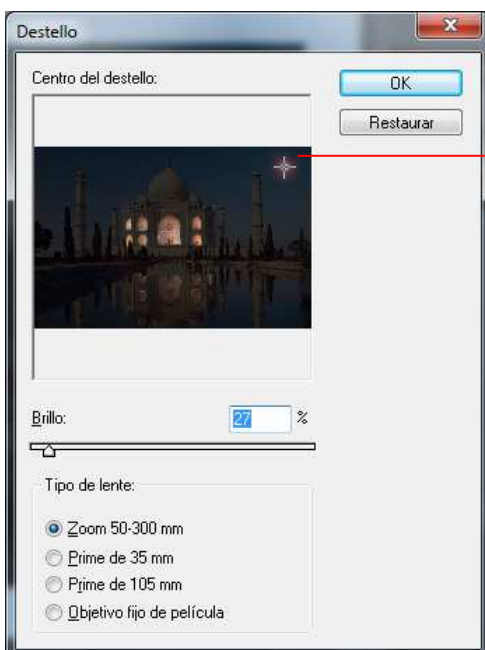 Destello
Centro del destello:
OK
Restaurar
Brillo:
27 %
Tipo de lente:
Zoom 50-300 mm
Prime de 35 mm
Prime de 105 mm
Objetivo fijo de película